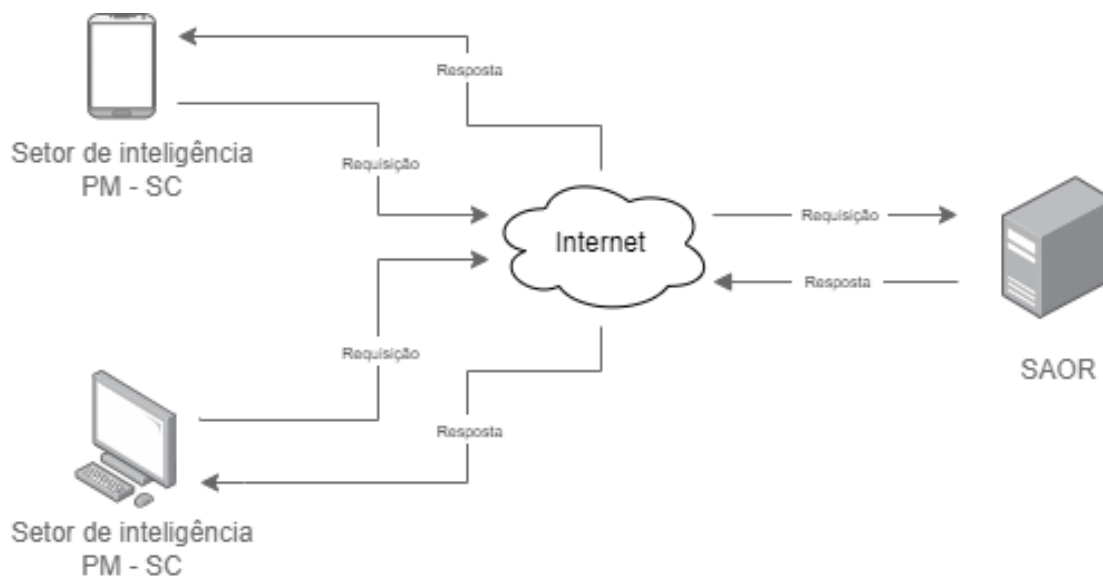 Resposta
Setor de inteligência
PM - SC
Requisição
Internet
Requisição
Resposta
SAOR
Requisição
Resposta
Setor de inteligência
PM - SC